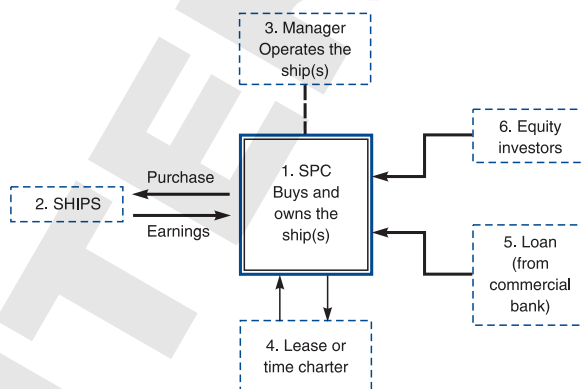 3. Manager
Operates the
ship(s)
6. Equity
investors
1. SPC
Buys and
owns the
ship(s)
Purchase
2. SHIPS
Earnings
5. Loan
(from
commercial
bank)
4. Lease or
time charter